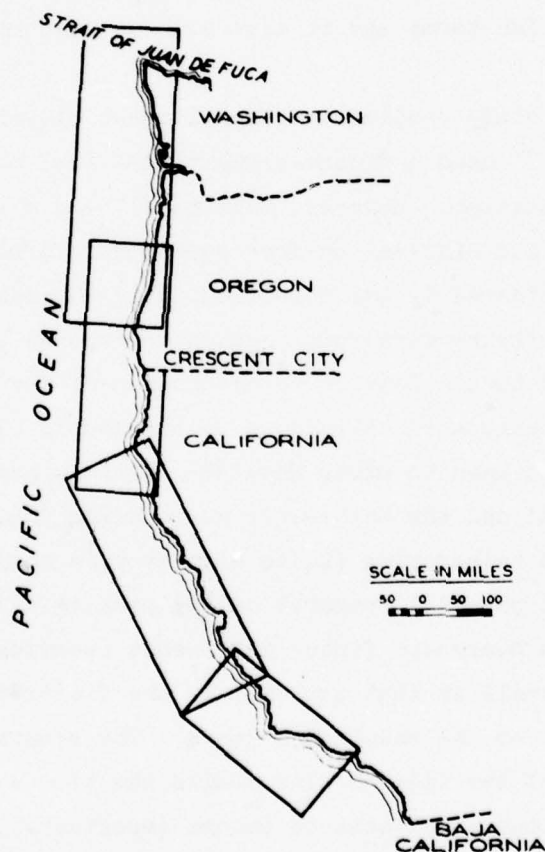 STRAIT OF JUAN DE FUCA
WASHINGTON
OREGON
CRESCENT CITY
CALIFORNIA
PACIFIC OCEAN
SCALE IN MILES
50 0 50 100
BAJA
CALIFORNIA